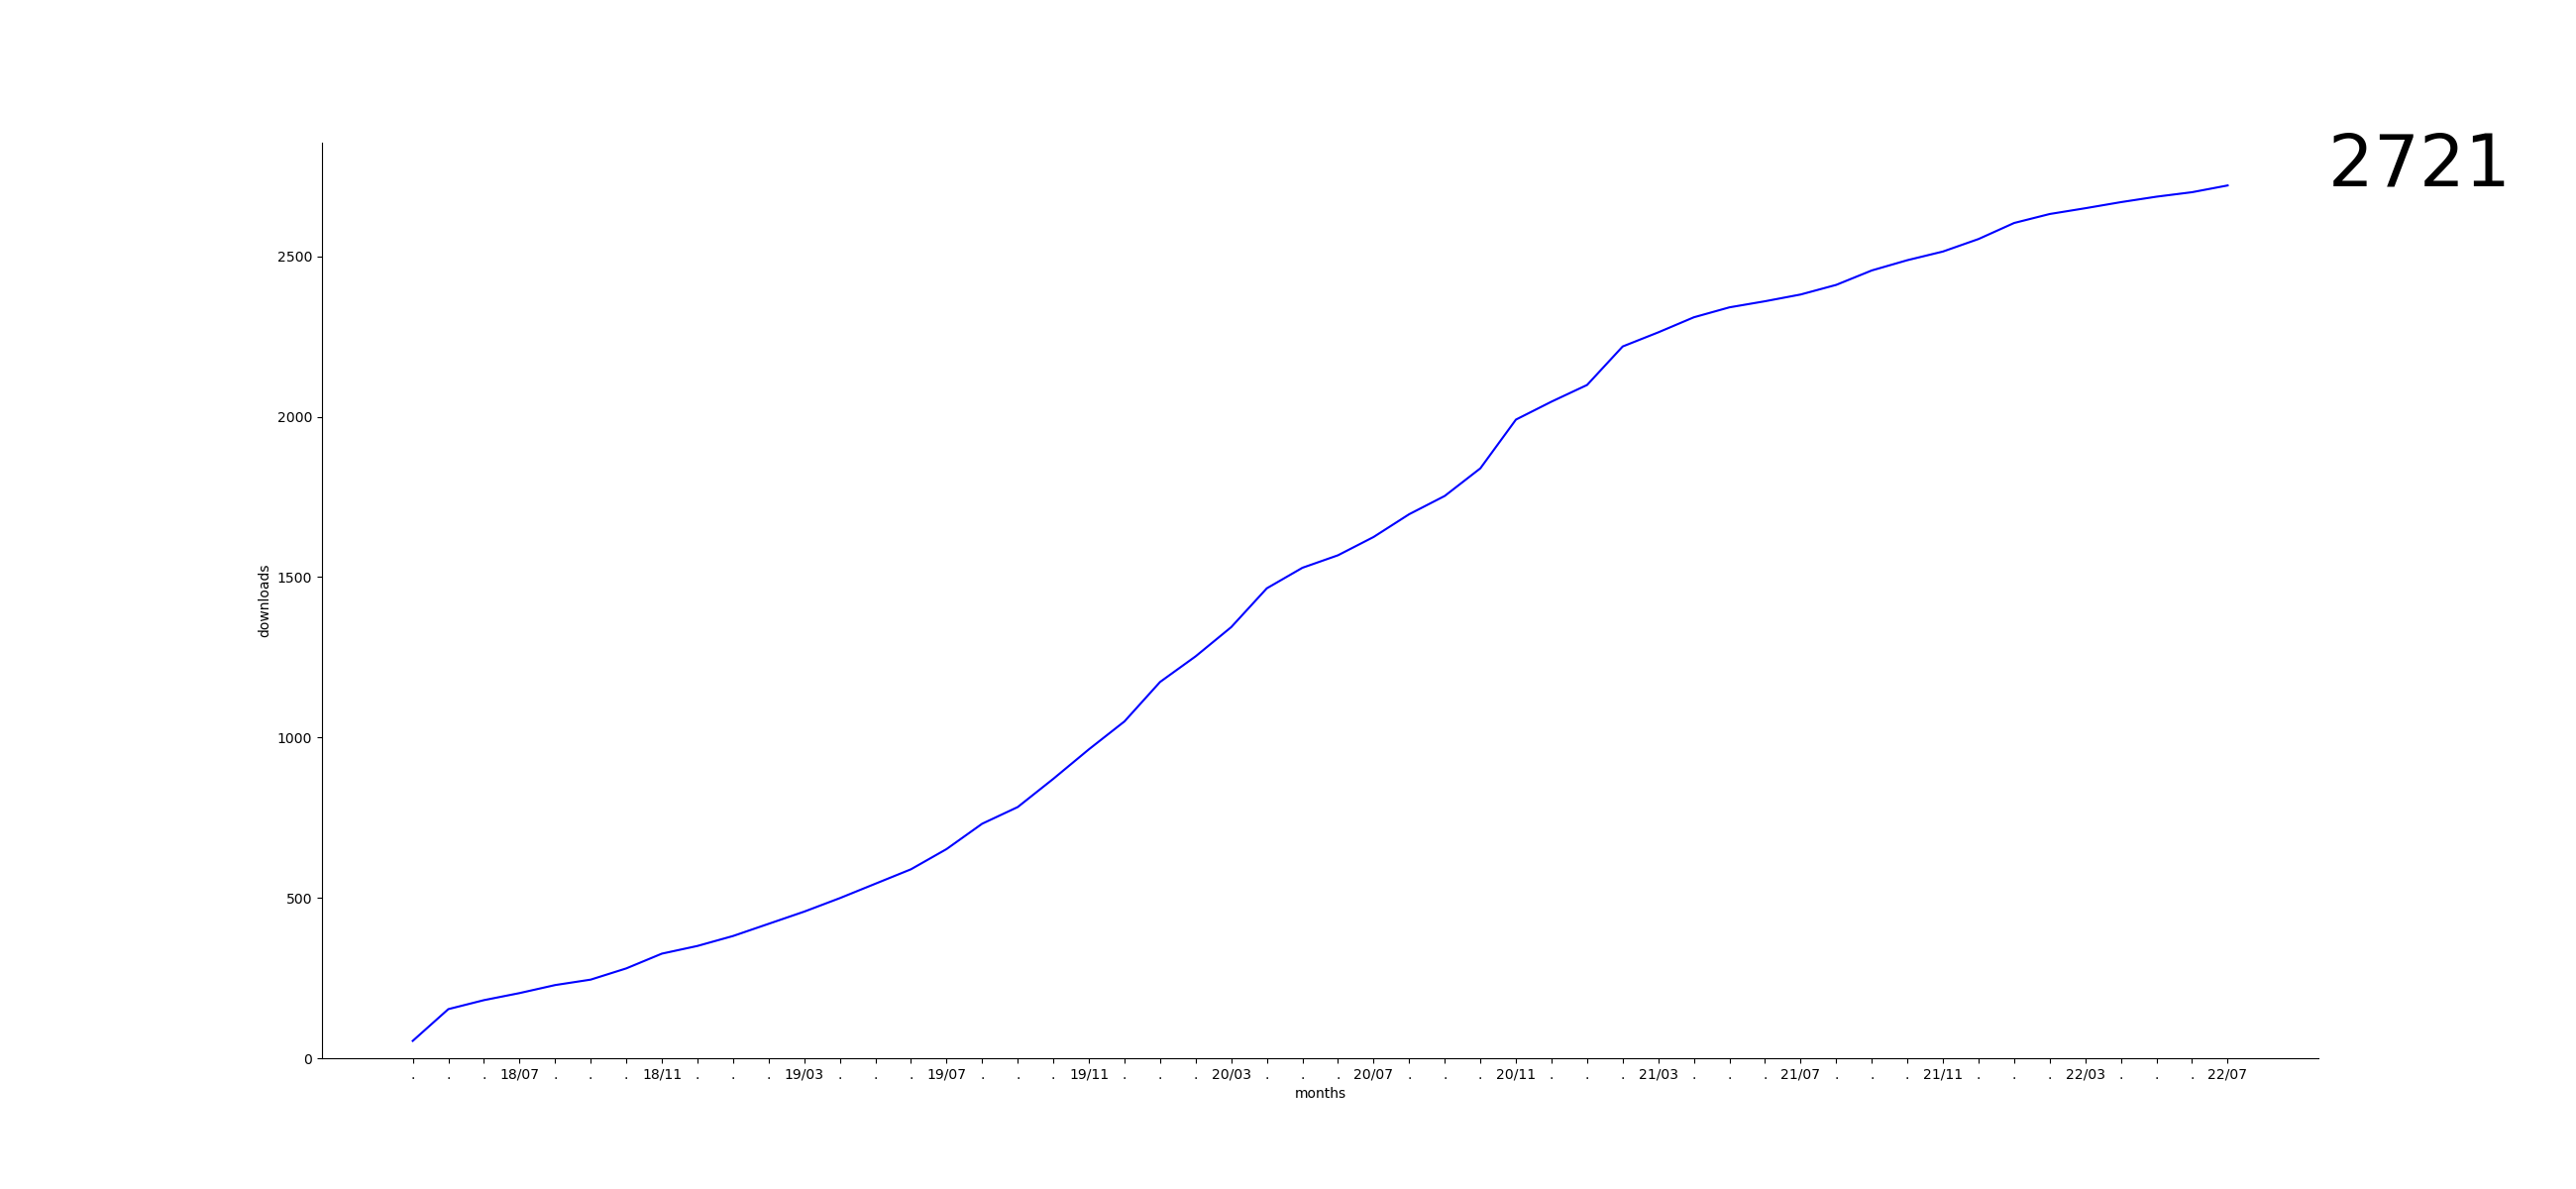 2721
2500
2000
1500
1000
500
0
downloads
. . . 18/07 . . . 18/11 . . . 19/03 . . . 19/07 . . . 19/11 . . . 20/03 . . . 20/07 . . . 20/11 . . . 21/03 . . . 21/07 . . . 21/11 . . . 22/03 . . . 22/07
months